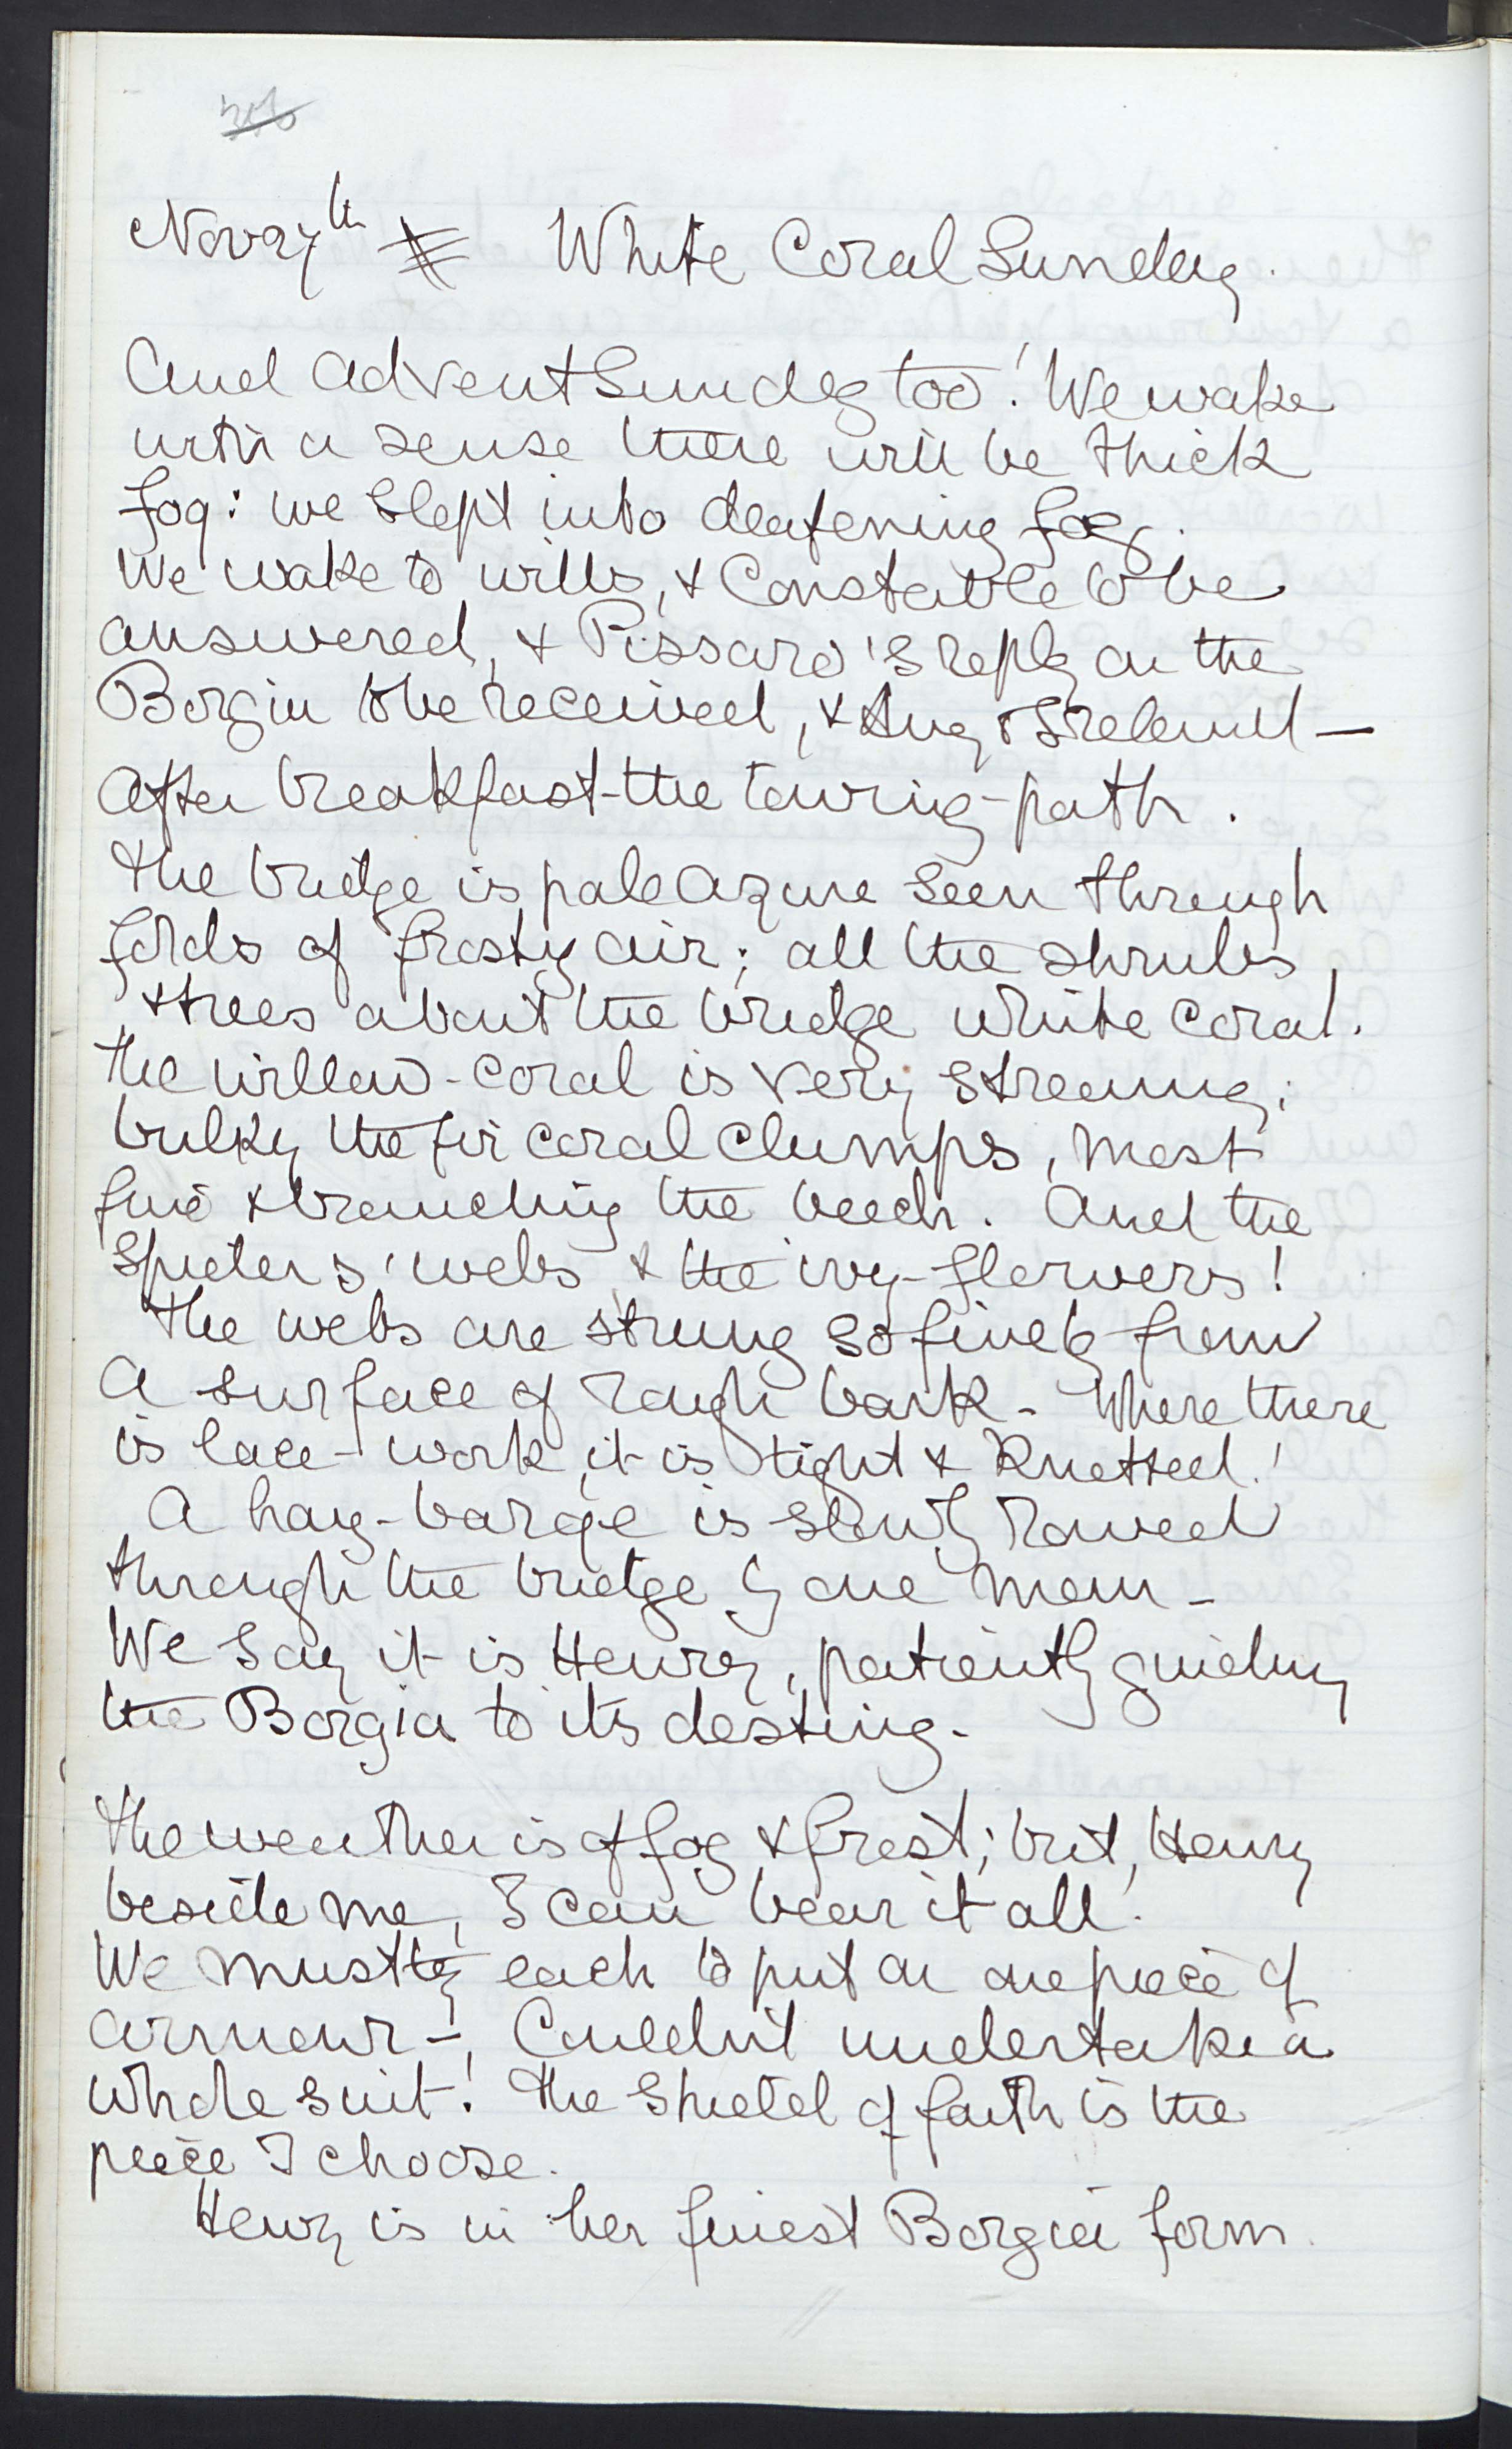 Nov 27th White Coral Sunday.
And Advent Sunday too! We wake
with a sense there will be thick
fog: we slept into deafening fog.
We wake to wills, & Constable to be
answered, & Pissaro's reply on the
Borgia to be received, & Aug & Ireland —
After breakfast - the towing-path.
The bridge is pale azure seen through
folds of frosty air; all the shrubs,
& trees about the bridge white coral.
The willow-coral is very streamy;
bulky the fir coral clumps, most
fine & branching the beech. And the
spiders' webs & the ivy-flowers!
The webs are strung so finely from
a surface of rough bark - Where there
is lace-work, it is tight & knotted!
A hay-barge is slowly rowed
through the bridge by one man -
We say it is Henry, patiently guiding
the Borgia to its destiny.
The weather is of fog & frost; but, Henry
beside me, I can bear it all.
We must try each to put on one piece of
armour -, Couldn't undertake a
whole suit! The shield of faith is the
piece I choose.
Henry is in her finest Borgia form.